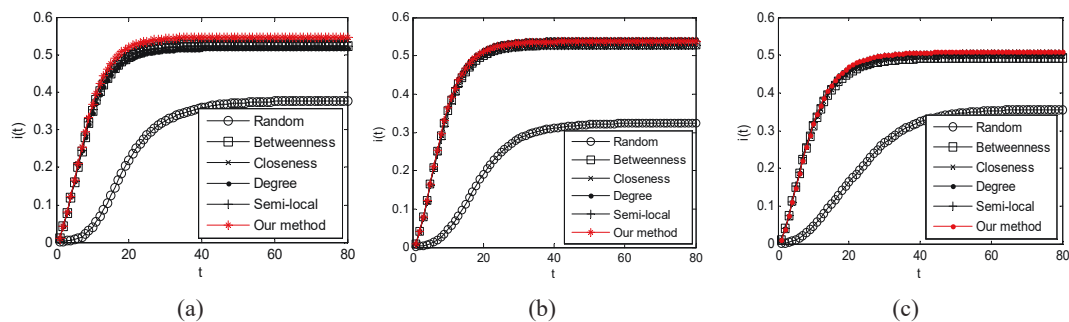 0.6
0.5
0.4
0.3
0.2
0.1
0
i(t)
0 20 40 60 80
t
Random
Betweenness
Closeness
Degree
Semi-local
Our method
(a)
0.6
0.5
0.4
0.3
0.2
0.1
0
i(t)
0 20 40 60 80
t
Random
Betweenness
Closeness
Degree
Semi-local
Our method
(b)
0.6
0.5
0.4
0.3
0.2
0.1
0
i(t)
0 20 40 60 80
t
Random
Betweenness
Closeness
Degree
Semi-local
Our method
(c)